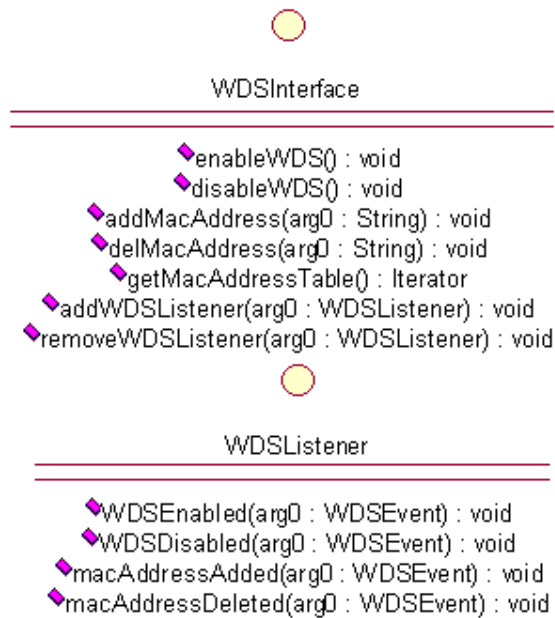 WDSInterface
enableWDS() : void
disableWDS() : void
addMacAddress(arg0 : String) : void
delMacAddress(arg0 : String) : void
getMacAddressTable() : Iterator
addWDSListener(arg0 : WDSListener) : void
removeWDSListener(arg0 : WDSListener) : void
WDSListener
WDSEnabled(arg0 : WDSEvent) : void
WDSDisabled(arg0 : WDSEvent) : void
macAddressAdded(arg0 : WDSEvent) : void
macAddressDeleted(arg0 : WDSEvent) : void